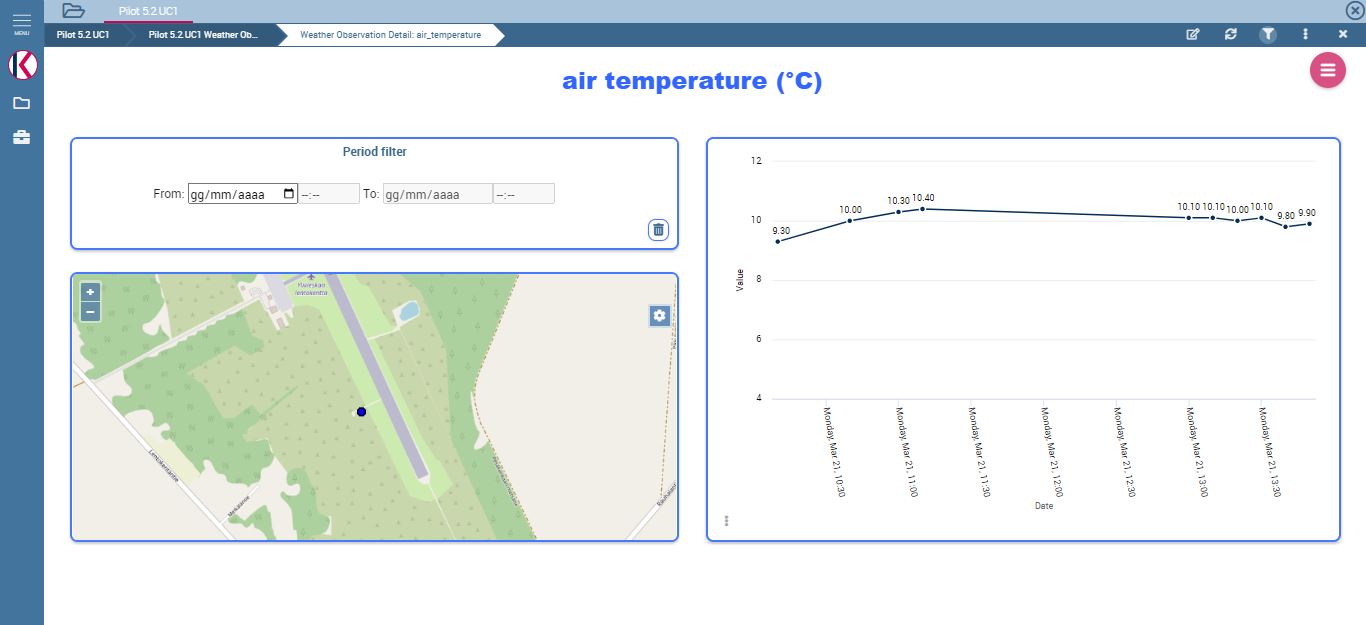 Pilot 5.2.UC1
MENU
Pilot 5.2.UC1
Pilot 5.2.UC1 Weather Ob...
Weather Observation Detail: air_temperature
air temperature (°C)
Period filter
From: gg/mm/aaaa --:-- To: gg/mm/aaaa --:--
+
−
Ylivieskan
lentokenttä
Lentokentäntie
12
10
8
6
4
Value
9.30
10.00
10.30
10.40
10.10
10.10
10.00
10.10
9.80
9.90
Monday, Mar 21, 10:30
Monday, Mar 21, 11:00
Monday, Mar 21, 11:30
Monday, Mar 21, 12:00
Monday, Mar 21, 12:30
Monday, Mar 21, 13:00
Monday, Mar 21, 13:30
Date